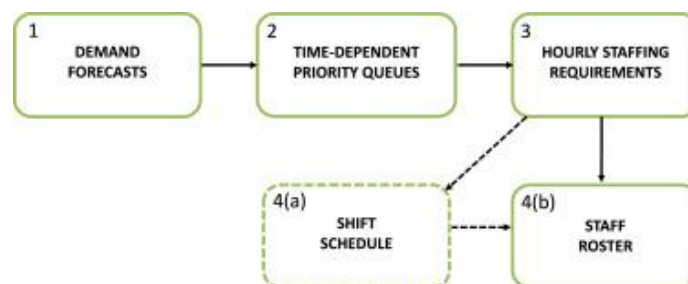 1
DEMAND
FORECASTS
2
TIME-DEPENDENT
PRIORITY QUEUES
3
HOURLY STAFFING
REQUIREMENTS
4(a)
SHIFT
SCHEDULE
4(b)
STAFF
ROSTER